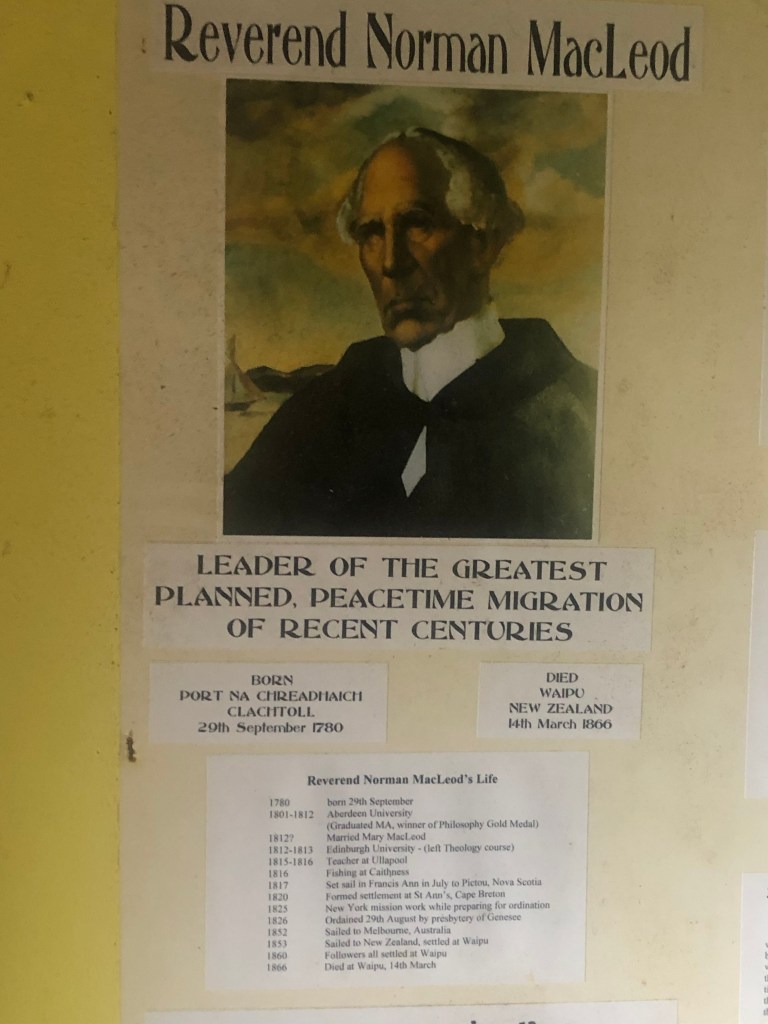 Reverend Norman MacLeod
LEADER OF THE GREATEST
PLANNED, PEACETIME MIGRATION
OF RECENT CENTURIES
BORN
PORT NA CHREADHAICH
CLACHTOLL
29th September 1780
DIED
WAIPU
NEW ZEALAND
14th March 1866
Reverend Norman MacLeod's Life
1780 born 29th September
1801-1812 Aberdeen University
(Graduated MA, winner of Philosophy Gold Medal)
1812? Married Mary MacLeod
1812-1813 Edinburgh University - (left Theology course)
1815-1816 Teacher at Ullapool
1816 Fishing at Caithness
1817 Set sail in Francis Ann in July to Pictou, Nova Scotia
1820 Formed settlement at St Ann's, Cape Breton
1825 New York mission work while preparing for ordination
1826 Ordained 29th August by presbytery of Genesee
1852 Sailed to Melbourne, Australia
1853 Sailed to New Zealand, settled at Waipu
1860 Followers all settled at Waipu
1866 Died at Waipu, 14th March